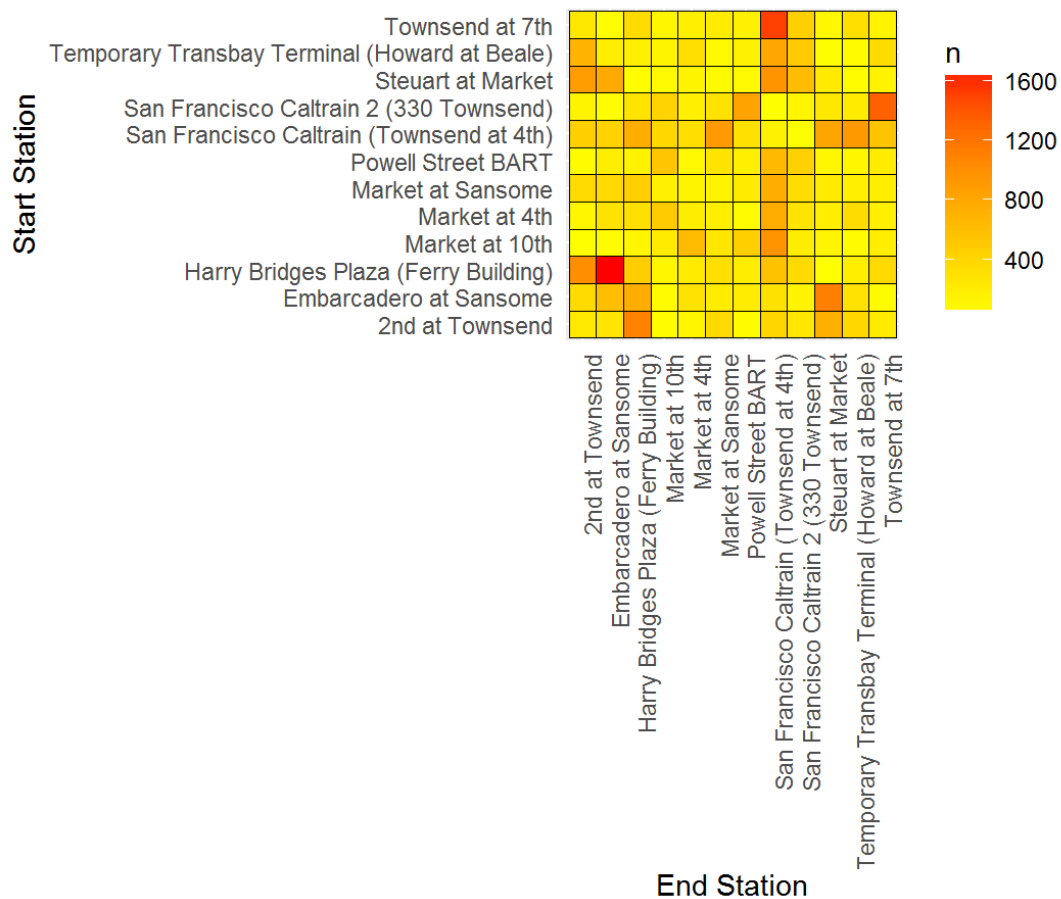 Start Station
Townsend at 7th
Temporary Transbay Terminal (Howard at Beale)
Steuart at Market
San Francisco Caltrain 2 (330 Townsend)
San Francisco Caltrain (Townsend at 4th)
Powell Street BART
Market at Sansome
Market at 4th
Market at 10th
Harry Bridges Plaza (Ferry Building)
Embarcadero at Sansome
2nd at Townsend
n
1600
1200
800
400
2nd at Townsend
Embarcadero at Sansome
Harry Bridges Plaza (Ferry Building)
Market at 10th
Market at 4th
Market at Sansome
Powell Street BART
San Francisco Caltrain (Townsend at 4th)
San Francisco Caltrain 2 (330 Townsend)
Steuart at Market
Temporary Transbay Terminal (Howard at Beale)
Townsend at 7th
End Station